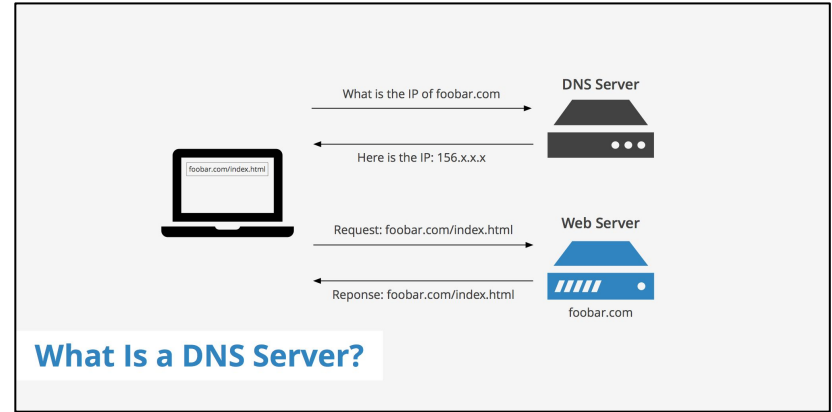 What is the IP of foobar.com
DNS Server
Here is the IP: 156.x.x.x
foobar.com/index.html
Request: foobar.com/index.html
Web Server
Reponse: foobar.com/index.html
foobar.com
What Is a DNS Server?